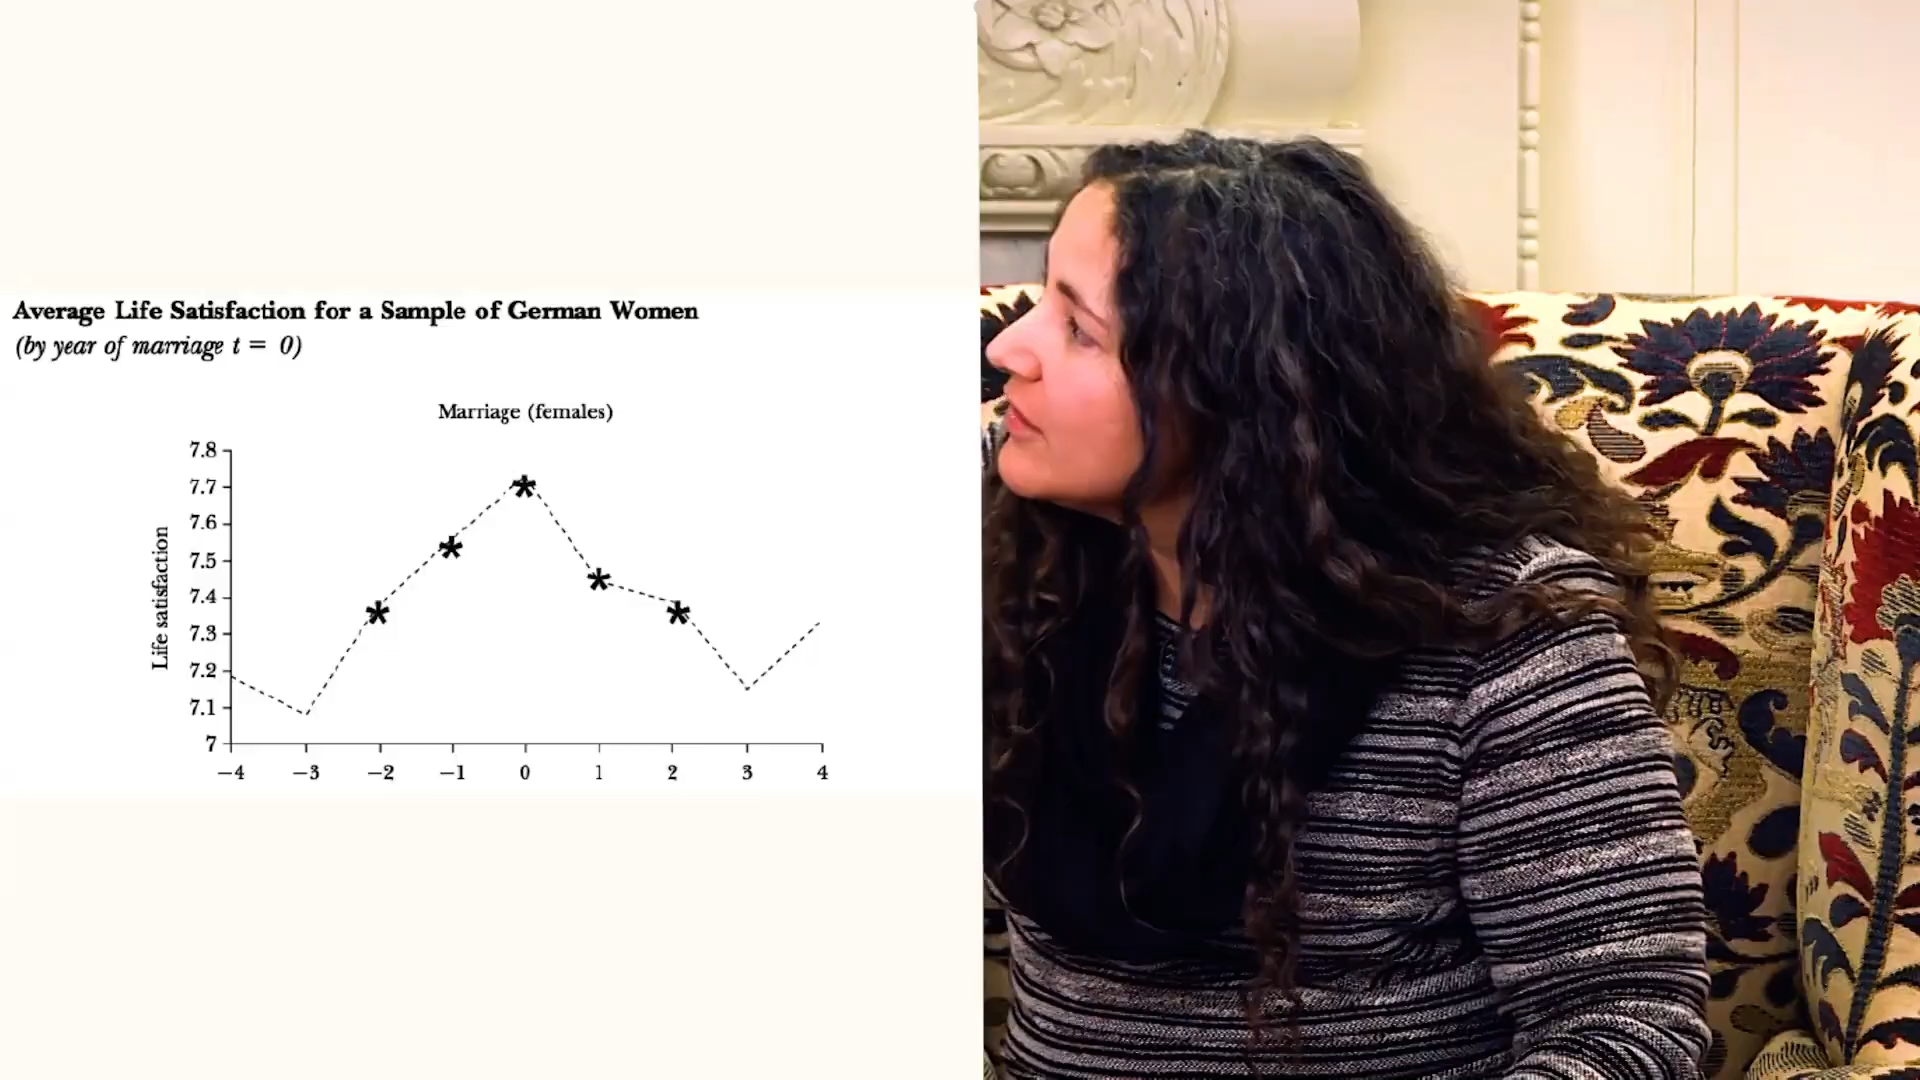 Average Life Satisfaction for a Sample of German Women
(by year of marriage t = 0)
Marriage (females)
Life satisfaction
7.8
7.7
7.6
7.5
7.4
7.3
7.2
7.1
7
−4 −3 −2 −1 0 1 2 3 4